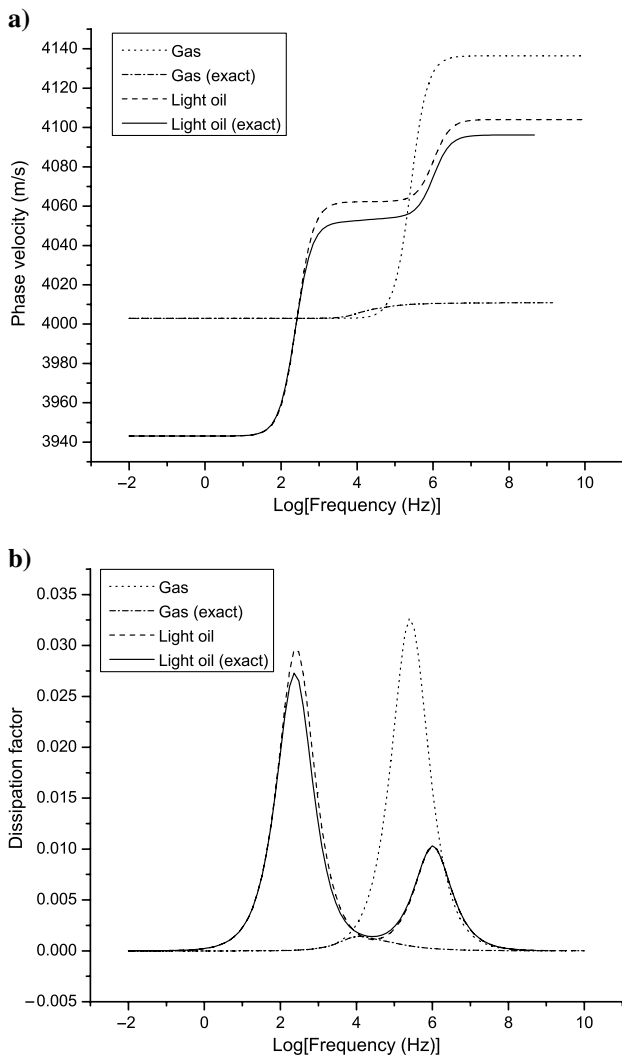 a)
Gas
Gas (exact)
Light oil
Light oil (exact)
4140
4120
4100
4080
4060
4040
4020
4000
3980
3960
3940
Phase velocity (m/s)
–2 0 2 4 6 8 10
Log[Frequency (Hz)]
b)
Gas
Gas (exact)
Light oil
Light oil (exact)
0.035
0.030
0.025
0.020
0.015
0.010
0.005
0.000
–0.005
Dissipation factor
–2 0 2 4 6 8 10
Log[Frequency (Hz)]